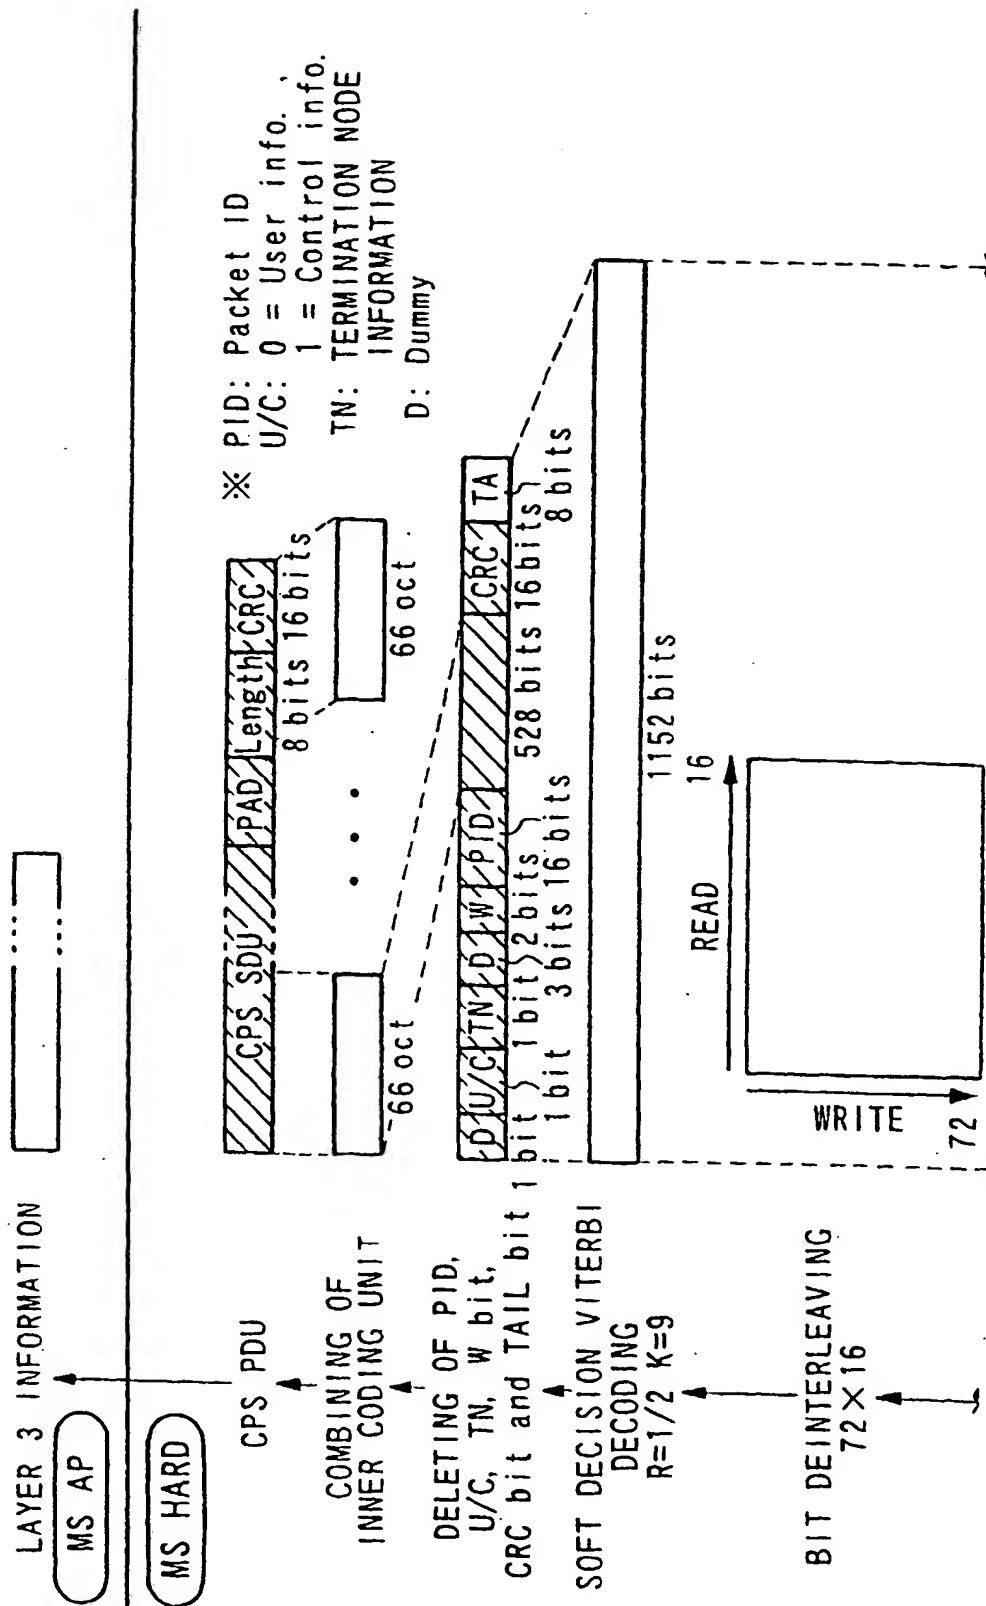 LAYER 3 INFORMATION
MS AP
MS HARD
CPS PDU
CPS SDU PAD Length CRC
8 bits 16 bits
※ PID: Packet ID
U/C: 0 = User info.
1 = Control info.
TN: TERMINATION NODE
INFORMATION
D: Dummy
COMBINING OF
INNER CODING UNIT
66 oct
• • •
66 oct
DELETING OF PID,
U/C, TN, W bit,
CRC bit and TAIL bit
D U/C TN D W PID CRC TA
1 bit 1 bit 2 bits 528 bits 16 bits
1 bit 3 bits 16 bits 8 bits
SOFT DECISION VITERBI
DECODING
R=1/2 K=9
1152 bits
BIT DEINTERLEAVING
72×16
16
READ
WRITE
72